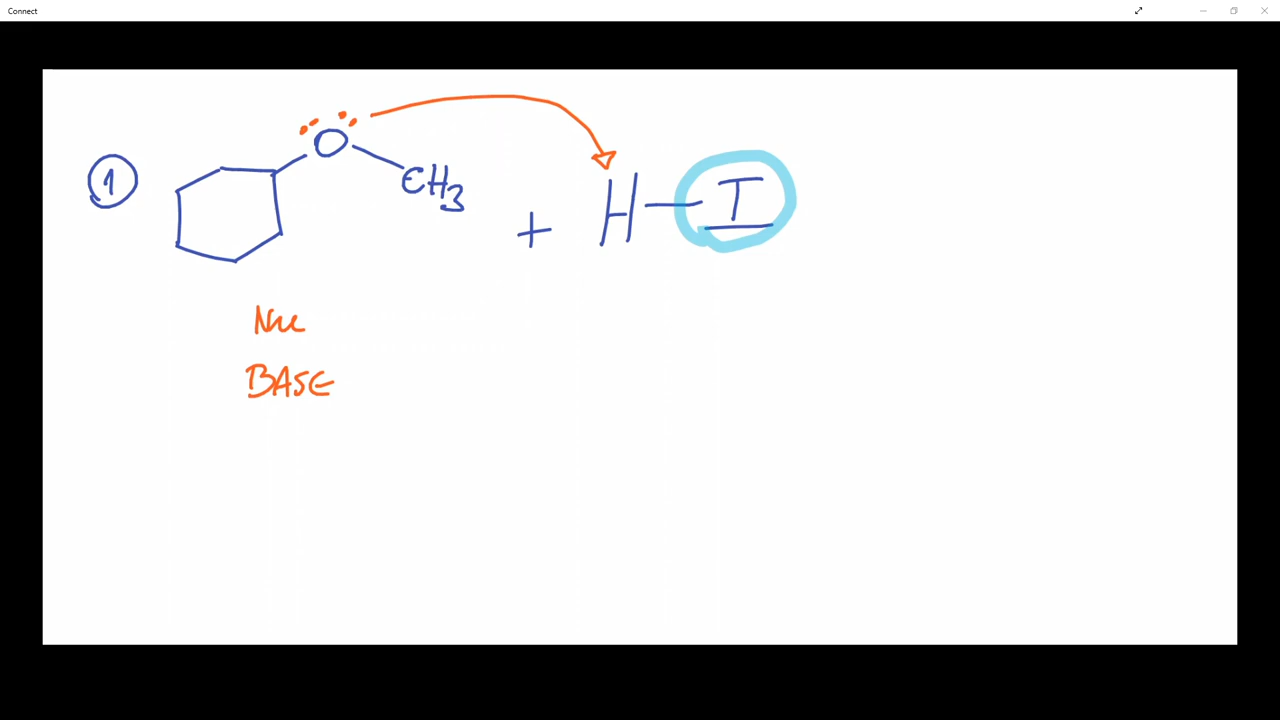 Connect
① O
CH3 + H—I
Nu
BASE